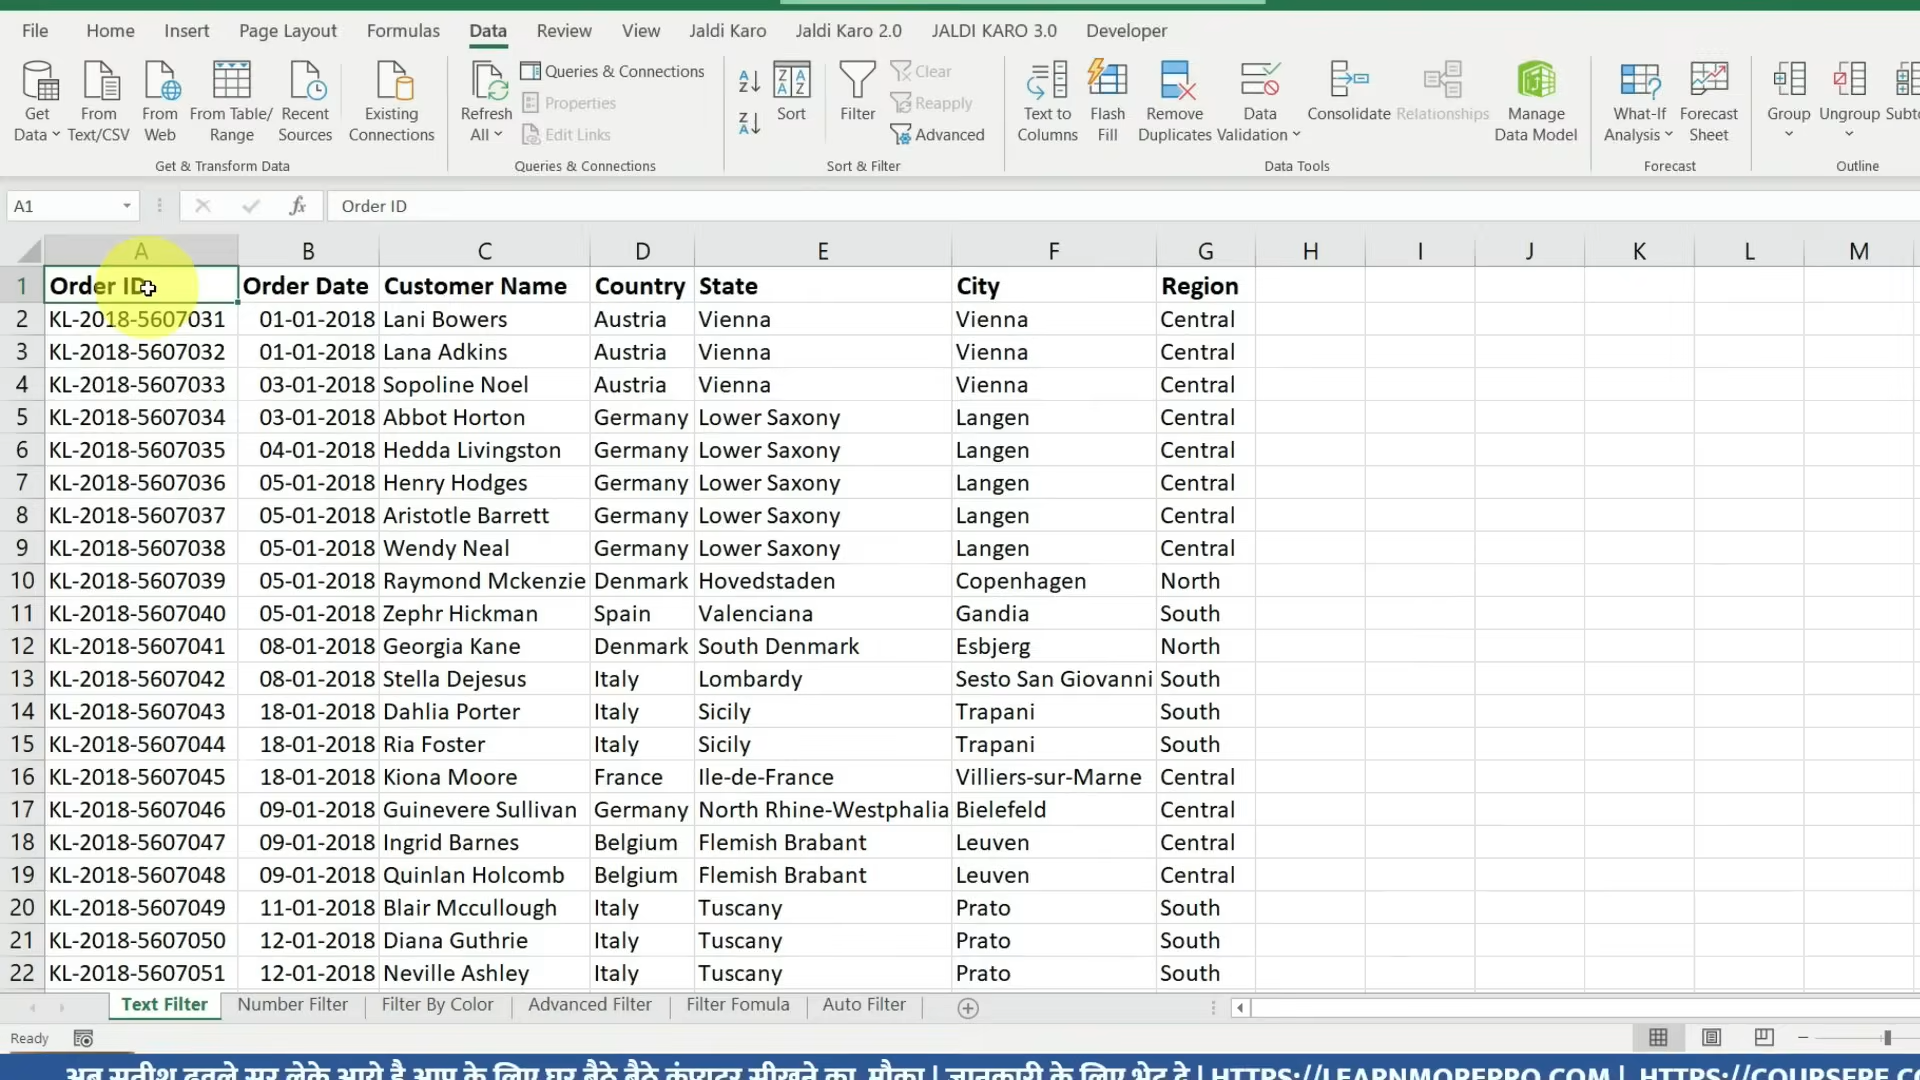 File Home Insert Page Layout Formulas Data Review View Jaldi Karo Jaldi Karo 2.0 JALDI KARO 3.0 Developer
Get Data From Text/CSV From Web From Table/ Range Recent Sources Existing Connections
Get & Transform Data
Refresh All Queries & Connections Properties Edit Links
Queries & Connections
Sort Filter Clear Reapply Advanced
Sort & Filter
Text to Columns Flash Fill Remove Duplicates Data Validation Consolidate Relationships Manage Data Model
Data Tools
What-If Analysis Forecast Sheet
Forecast
Group Ungroup
Outline
A1 fx Order ID
A B C D E F G H I J K L M
1 Order ID Order Date Customer Name Country State City Region
2 KL-2018-5607031 01-01-2018 Lani Bowers Austria Vienna Vienna Central
3 KL-2018-5607032 01-01-2018 Lana Adkins Austria Vienna Vienna Central
4 KL-2018-5607033 03-01-2018 Sopoline Noel Austria Vienna Vienna Central
5 KL-2018-5607034 03-01-2018 Abbot Horton Germany Lower Saxony Langen Central
6 KL-2018-5607035 04-01-2018 Hedda Livingston Germany Lower Saxony Langen Central
7 KL-2018-5607036 05-01-2018 Henry Hodges Germany Lower Saxony Langen Central
8 KL-2018-5607037 05-01-2018 Aristotle Barrett Germany Lower Saxony Langen Central
9 KL-2018-5607038 05-01-2018 Wendy Neal Germany Lower Saxony Langen Central
10 KL-2018-5607039 05-01-2018 Raymond Mckenzie Denmark Hovedstaden Copenhagen North
11 KL-2018-5607040 05-01-2018 Zephr Hickman Spain Valenciana Gandia South
12 KL-2018-5607041 08-01-2018 Georgia Kane Denmark South Denmark Esbjerg North
13 KL-2018-5607042 08-01-2018 Stella Dejesus Italy Lombardy Sesto San Giovanni South
14 KL-2018-5607043 18-01-2018 Dahlia Porter Italy Sicily Trapani South
15 KL-2018-5607044 18-01-2018 Ria Foster Italy Sicily Trapani South
16 KL-2018-5607045 18-01-2018 Kiona Moore France Ile-de-France Villiers-sur-Marne Central
17 KL-2018-5607046 09-01-2018 Guinevere Sullivan Germany North Rhine-Westphalia Bielefeld Central
18 KL-2018-5607047 09-01-2018 Ingrid Barnes Belgium Flemish Brabant Leuven Central
19 KL-2018-5607048 09-01-2018 Quinlan Holcomb Belgium Flemish Brabant Leuven Central
20 KL-2018-5607049 11-01-2018 Blair Mccullough Italy Tuscany Prato South
21 KL-2018-5607050 12-01-2018 Diana Guthrie Italy Tuscany Prato South
22 KL-2018-5607051 12-01-2018 Neville Ashley Italy Tuscany Prato South
Text Filter Number Filter Filter By Color Advanced Filter Filter Fomula Auto Filter
Ready
अब सतीश धवले सर लेके आये है आप के लिए घर बैठे बैठे कंप्यूटर सीखने का मौका | जानकारी के लिए भेट दे | HTTPS://LEARNMOREPRO.COM |